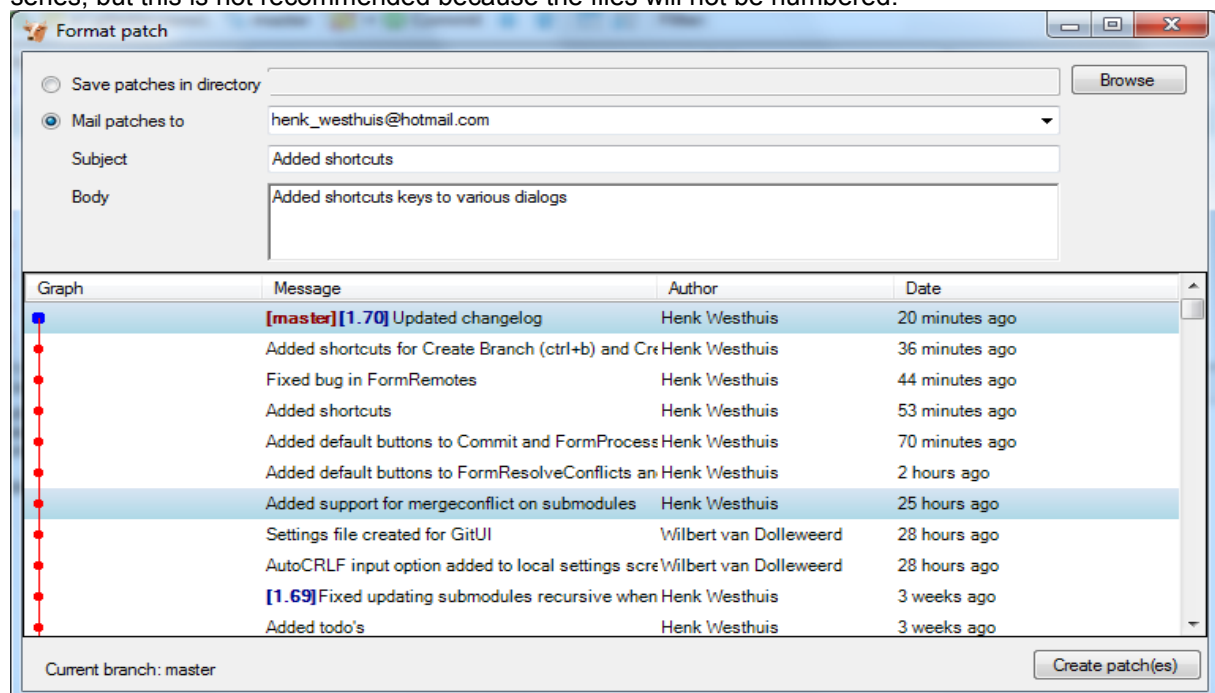 series, but this is not recommended because the files will not be numbered.
Format patch
Save patches in directory Browse
Mail patches to henk_westhuis@hotmail.com
Subject Added shortcuts
Body Added shortcuts keys to various dialogs
Graph Message Author Date
[master][1.70] Updated changelog Henk Westhuis 20 minutes ago
Added shortcuts for Create Branch (ctrl+b) and Cre Henk Westhuis 36 minutes ago
Fixed bug in FormRemotes Henk Westhuis 44 minutes ago
Added shortcuts Henk Westhuis 53 minutes ago
Added default buttons to Commit and FormProcess Henk Westhuis 70 minutes ago
Added default buttons to FormResolveConflicts an Henk Westhuis 2 hours ago
Added support for mergeconflict on submodules Henk Westhuis 25 hours ago
Settings file created for GitUI Wilbert van Dolleweerd 28 hours ago
AutoCRLF input option added to local settings scre Wilbert van Dolleweerd 28 hours ago
[1.69]Fixed updating submodules recursive when Henk Westhuis 3 weeks ago
Added todo's Henk Westhuis 3 weeks ago
Current branch: master Create patch(es)